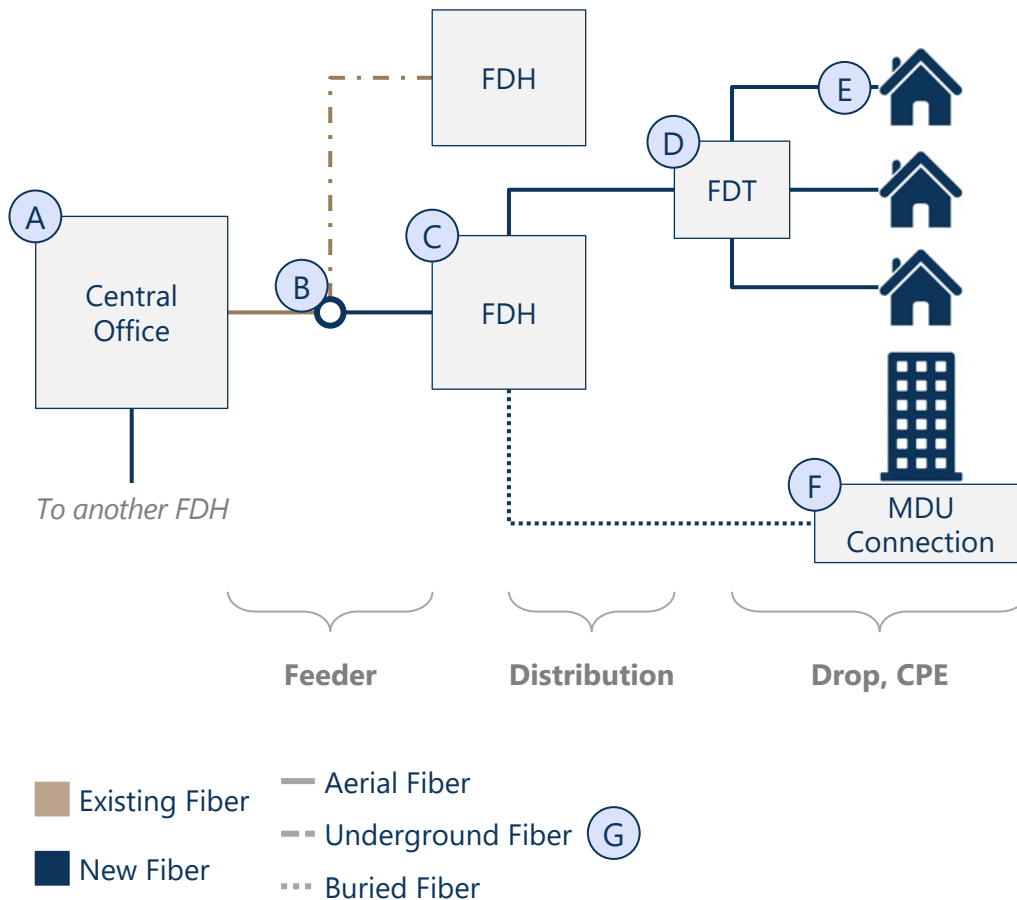 FDH
E
D
FDT
A
Central
Office
B
C
FDH
To another FDH
F
MDU
Connection
Feeder
Distribution
Drop, CPE
Existing Fiber
New Fiber
Aerial Fiber
Underground Fiber
G
Buried Fiber